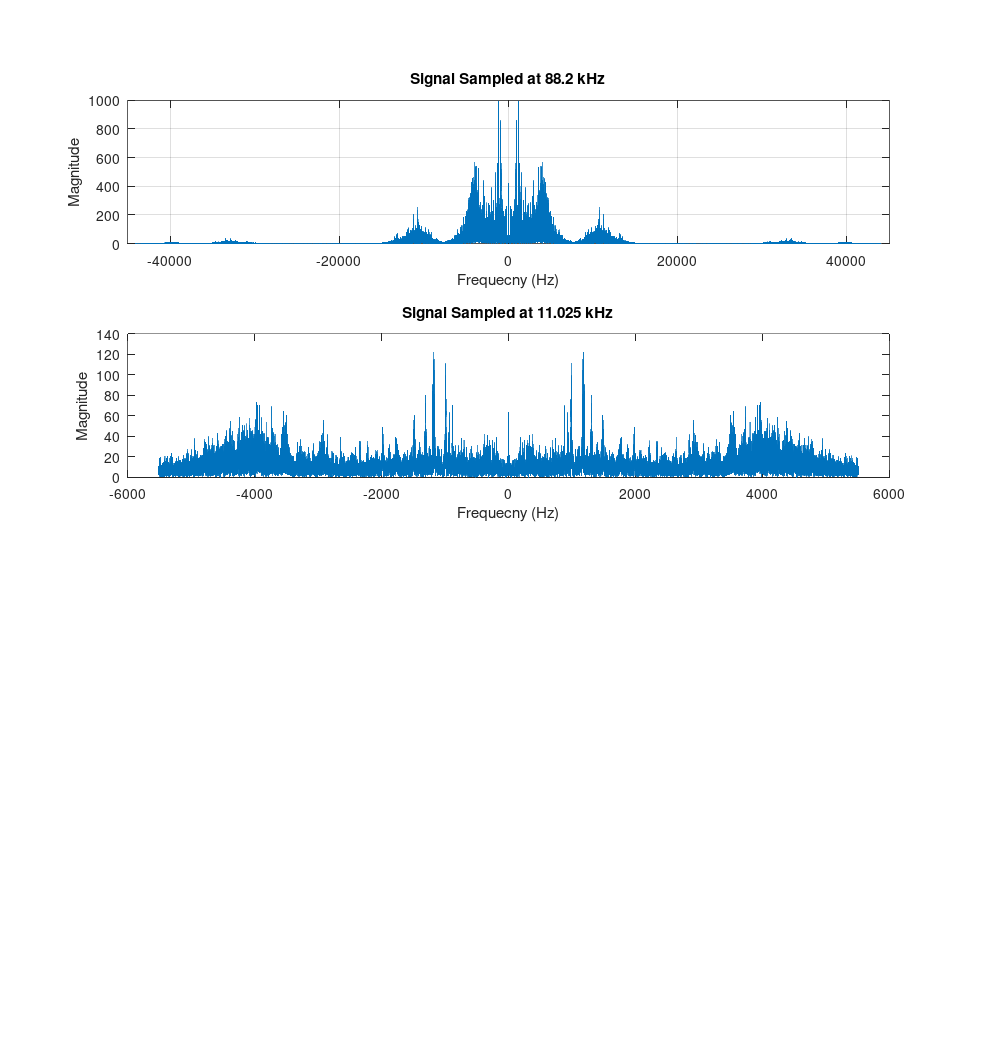 Signal Sampled at 88.2 kHz
1000
800
600
400
200
0
Magnitude
-40000 -20000 0 20000 40000
Frequecny (Hz)
Signal Sampled at 11.025 kHz
140
120
100
80
60
40
20
0
Magnitude
-6000 -4000 -2000 0 2000 4000 6000
Frequecny (Hz)